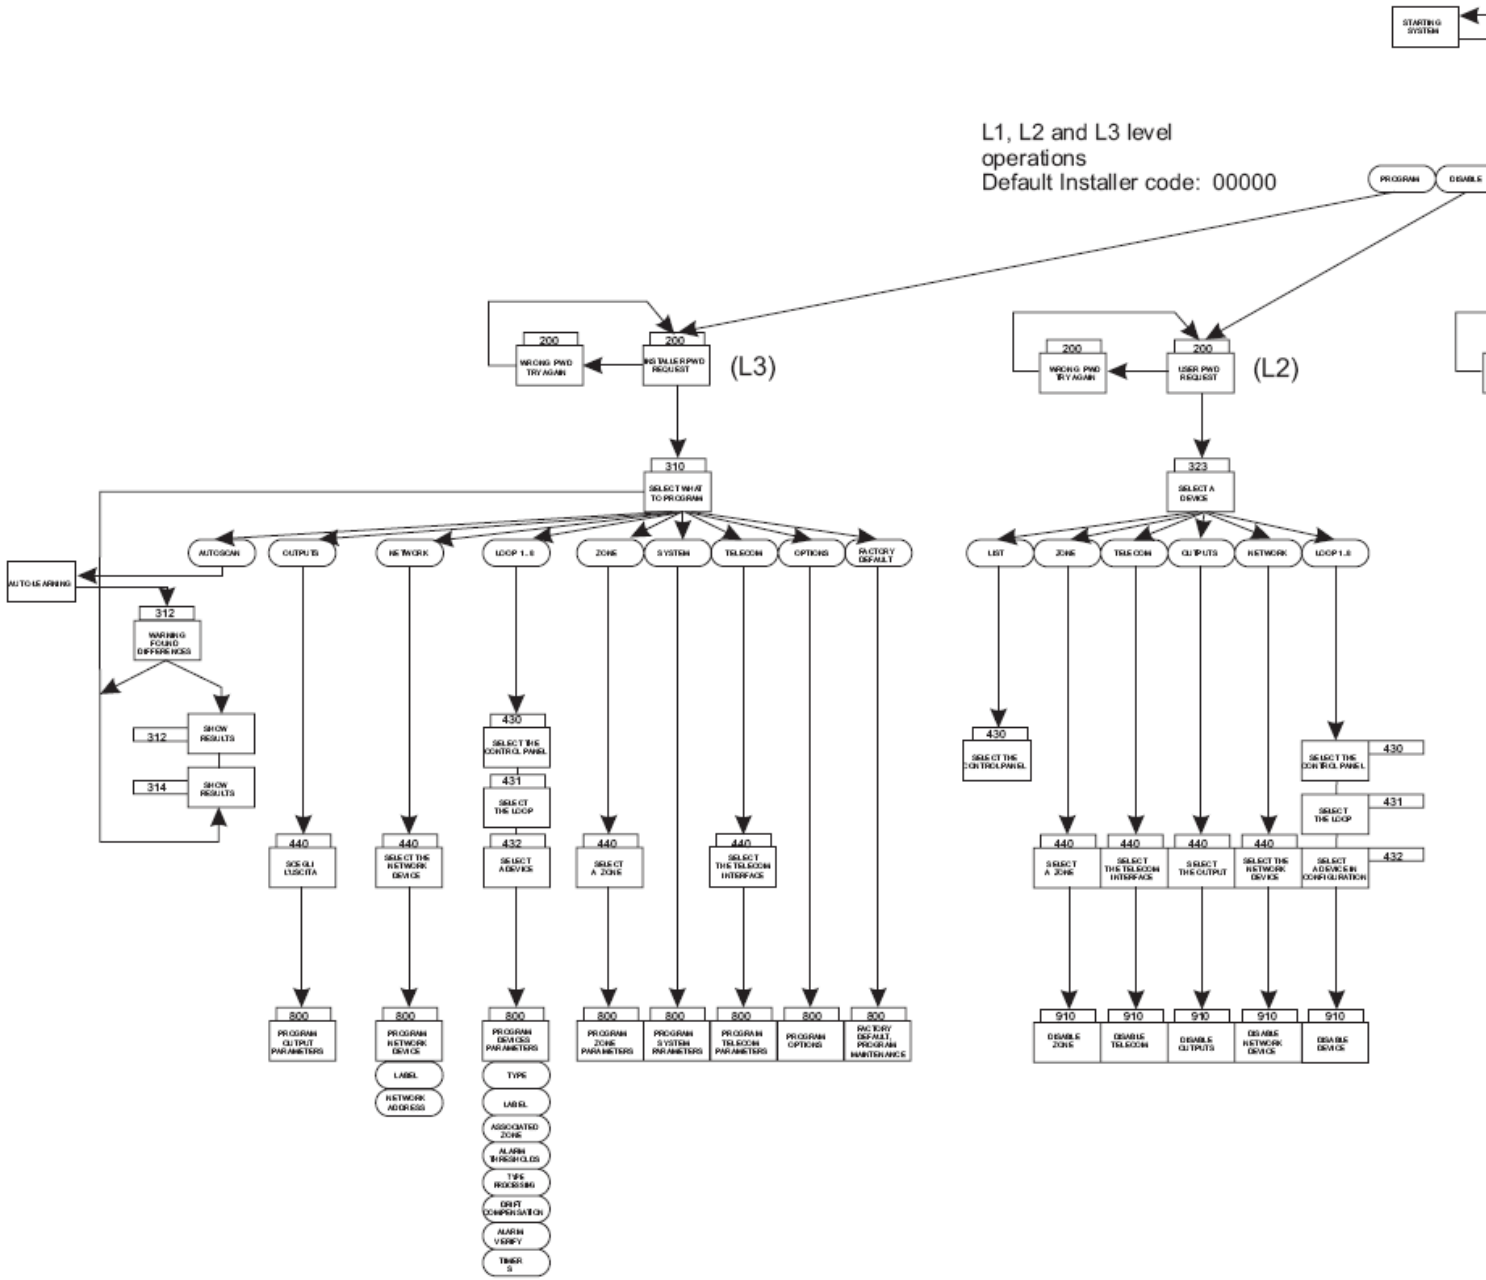 STARTING
SYSTEM
L1, L2 and L3 level
operations
Default Installer code: 00000
PROGRAM
DISABLE
200
WRONG PWD
TRY AGAIN
200
INSTALLER PWD
REQUEST
(L3)
200
WRONG PWD
TRY AGAIN
200
USER PWD
REQUEST
(L2)
310
SELECT WHAT
TO PROGRAM
323
SELECT A
DEVICE
AUTOSCAN
OUTPUTS
NETWORK
LOOP 1..8
ZONE
SYSTEM
TELECOM
OPTIONS
FACTORY
DEFAULT
LIST
ZONE
TELECOM
OUTPUTS
NETWORK
LOOP 1..8
AUTO-LEARNING
312
WARNING
FOUND
DIFFERENCES
312
SHOW
RESULTS
314
SHOW
RESULTS
430
SELECT THE
CONTROL PANEL
431
SELECT
THE LOOP
432
SELECT
A DEVICE
430
SELECT THE
CONTROL PANEL
SELECT THE
CONTROL PANEL
430
SELECT
THE LOOP
431
440
SCEGLI
L'USCITA
440
SELECT THE
NETWORK
DEVICE
440
SELECT
A ZONE
440
SELECT
THE TELECOM
INTERFACE
440
SELECT
A ZONE
440
SELECT
THE TELECOM
INTERFACE
440
SELECT
THE OUTPUT
440
SELECT THE
NETWORK
DEVICE
SELECT
A DEVICE IN
CONFIGURATION
432
800
PROGRAM
OUTPUT
PARAMETERS
800
PROGRAM
NETWORK
DEVICE
800
PROGRAM
DEVICES
PARAMETERS
800
PROGRAM
ZONE
PARAMETERS
800
PROGRAM
SYSTEM
PARAMETERS
800
PROGRAM
TELECOM
PARAMETERS
800
PROGRAM
OPTIONS
800
FACTORY
DEFAULT,
PROGRAM
MAINTENANCE
910
DISABLE
ZONE
910
DISABLE
TELECOM
910
DISABLE
OUTPUTS
910
DISABLE
NETWORK
DEVICE
910
DISABLE
DEVICE
LABEL
NETWORK
ADDRESS
TYPE
LABEL
ASSOCIATED
ZONE
ALARM
THRESHOLDS
TYPE
PROCESSING
DRIFT
COMPENSATION
ALARM
VERIFY
TIMER
S